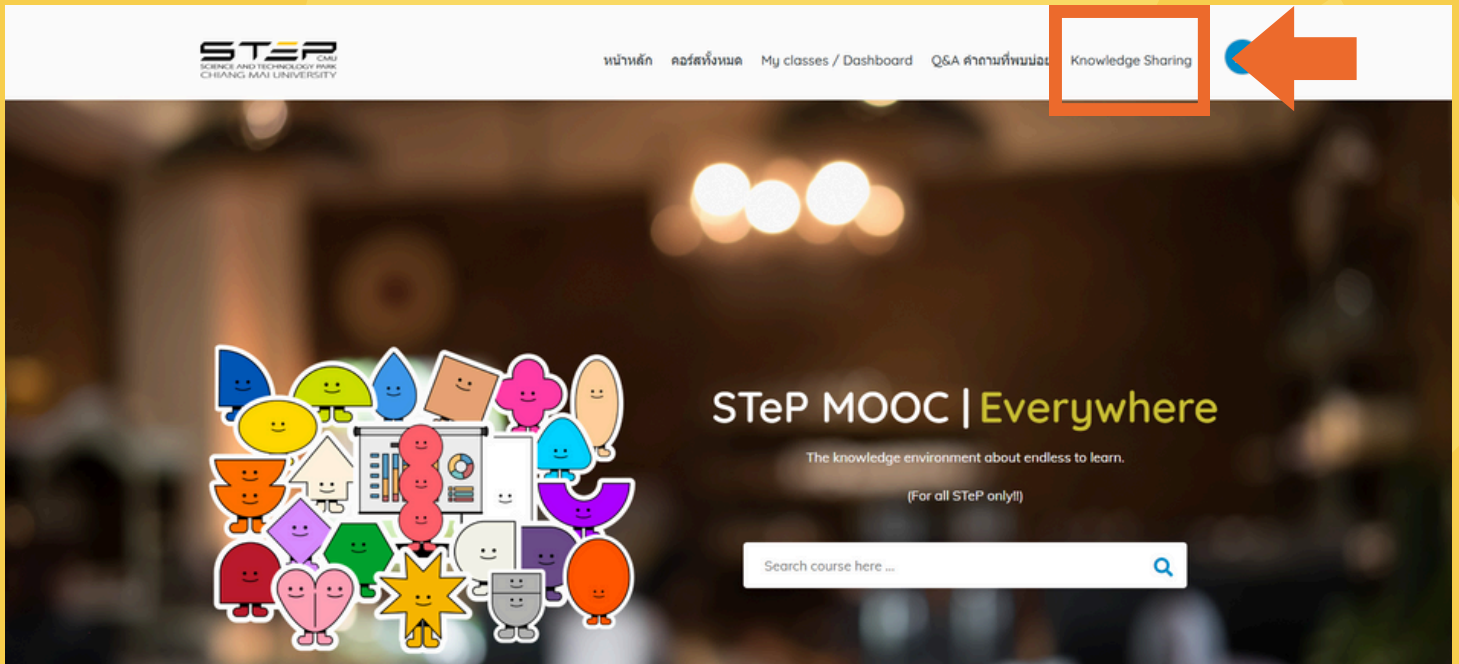 STEP CMU
SCIENCE AND TECHNOLOGY PARK
CHIANG MAI UNIVERSITY
หน้าหลัก คอร์สทั้งหมด My classes / Dashboard Q&A คำถามที่พบบ่อย Knowledge Sharing
STeP MOOC | Everywhere
The knowledge environment about endless to learn.
(For all STeP only!!)
Search course here ...